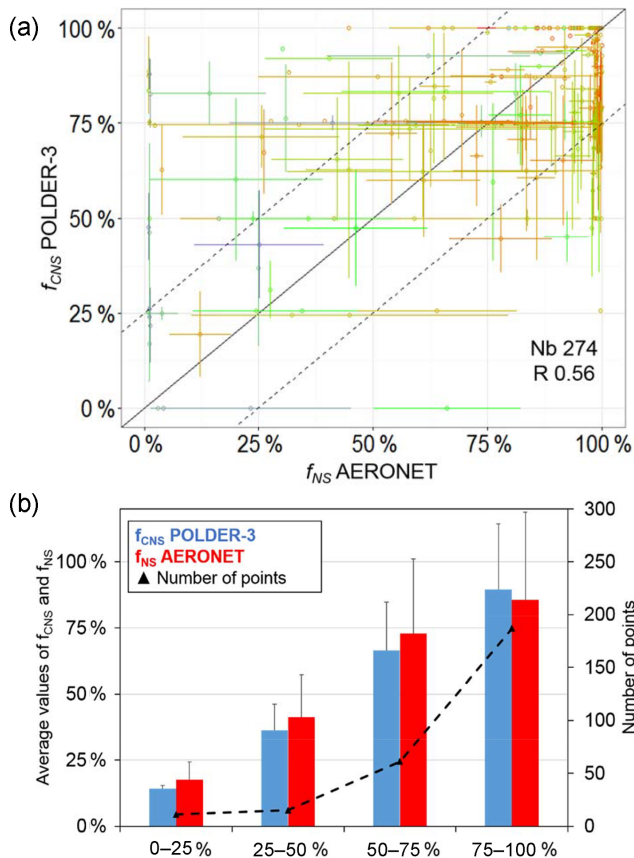 (a)
100 %
75 %
50 %
25 %
0 %
fCNS POLDER-3
Nb 274
R 0.56
0 %
25 %
50 %
75 %
100 %
fNS AERONET
(b)
fCNS POLDER-3
fNS AERONET
▲ Number of points
100 %
75 %
50 %
25 %
0 %
Average values of fCNS and fNS
300
250
200
150
100
50
0
Number of points
0–25 %
25–50 %
50–75 %
75–100 %